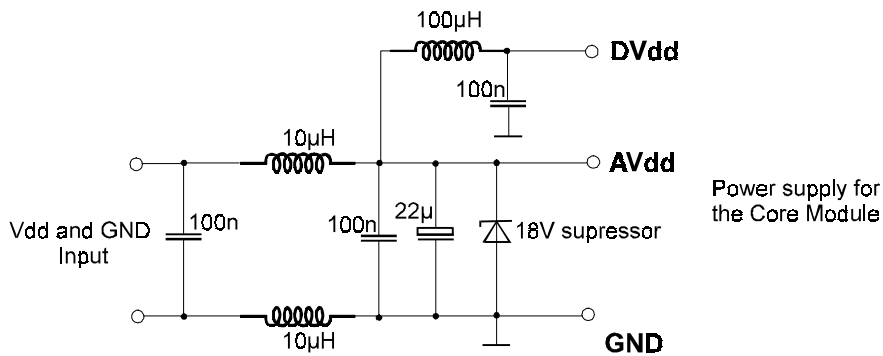 100µH
DVdd
100n
10µH
AVdd
Power supply for
the Core Module
Vdd and GND
Input
100n
100n
22µ
18V supressor
10µH
GND